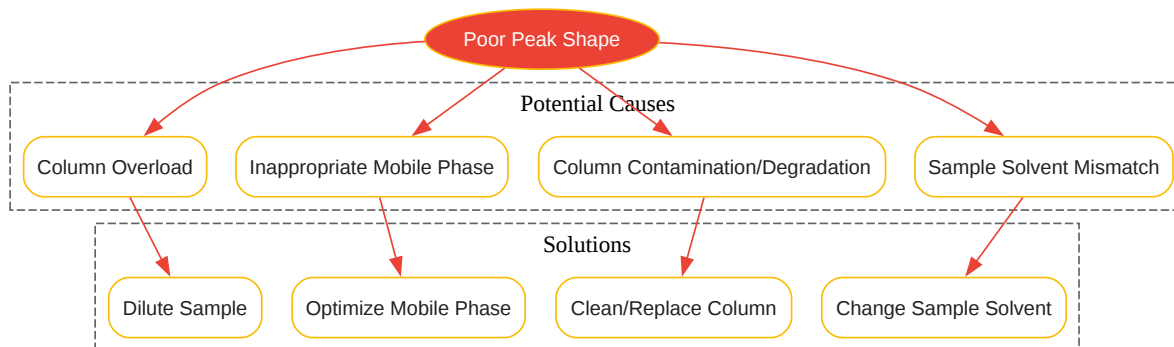 Poor Peak Shape
Potential Causes
Column Overload
Inappropriate Mobile Phase
Column Contamination/Degradation
Sample Solvent Mismatch
Solutions
Dilute Sample
Optimize Mobile Phase
Clean/Replace Column
Change Sample Solvent